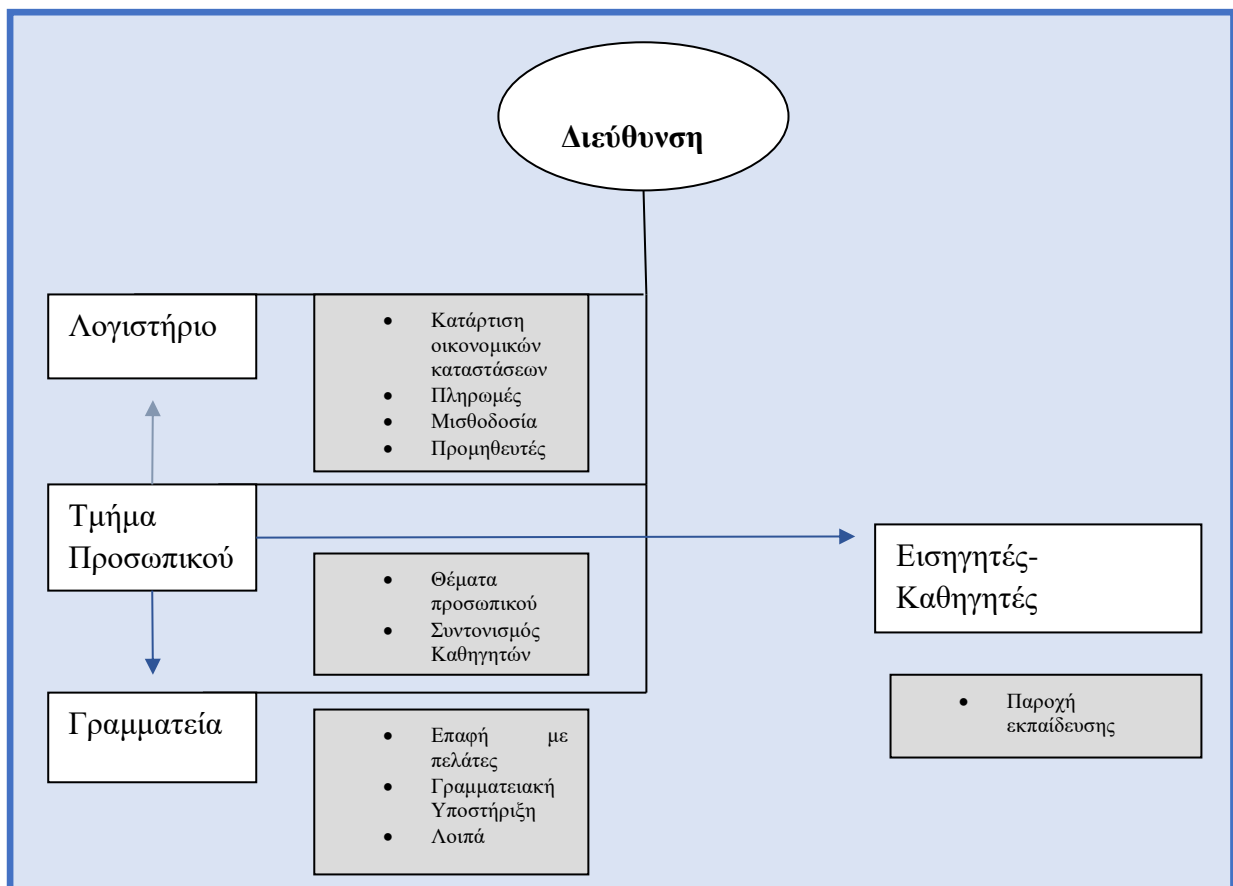 Διεύθυνση
Λογιστήριο
• Κατάρτιση
οικονομικών
καταστάσεων
• Πληρωμές
• Μισθοδοσία
• Προμηθευτές
Τμήμα
Προσωπικού
• Θέματα
προσωπικού
• Συντονισμός
Καθηγητών
Εισηγητές-
Καθηγητές
• Παροχή
εκπαίδευσης
Γραμματεία
• Επαφή με
πελάτες
• Γραμματειακή
Υποστήριξη
• Λοιπά